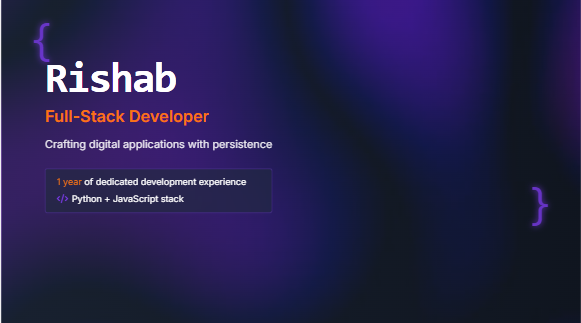 {
Rishab
Full-Stack Developer
Crafting digital applications with persistence
1 year of dedicated development experience
</> Python + JavaScript stack
}